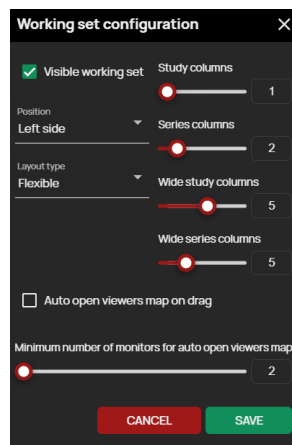 Working set configuration
Visible working set
Study columns
1
Position
Left side
Series columns
2
Layout type
Flexible
Wide study columns
5
Wide series columns
5
Auto open viewers map on drag
Minimum number of monitors for auto open viewers map
2
CANCEL
SAVE